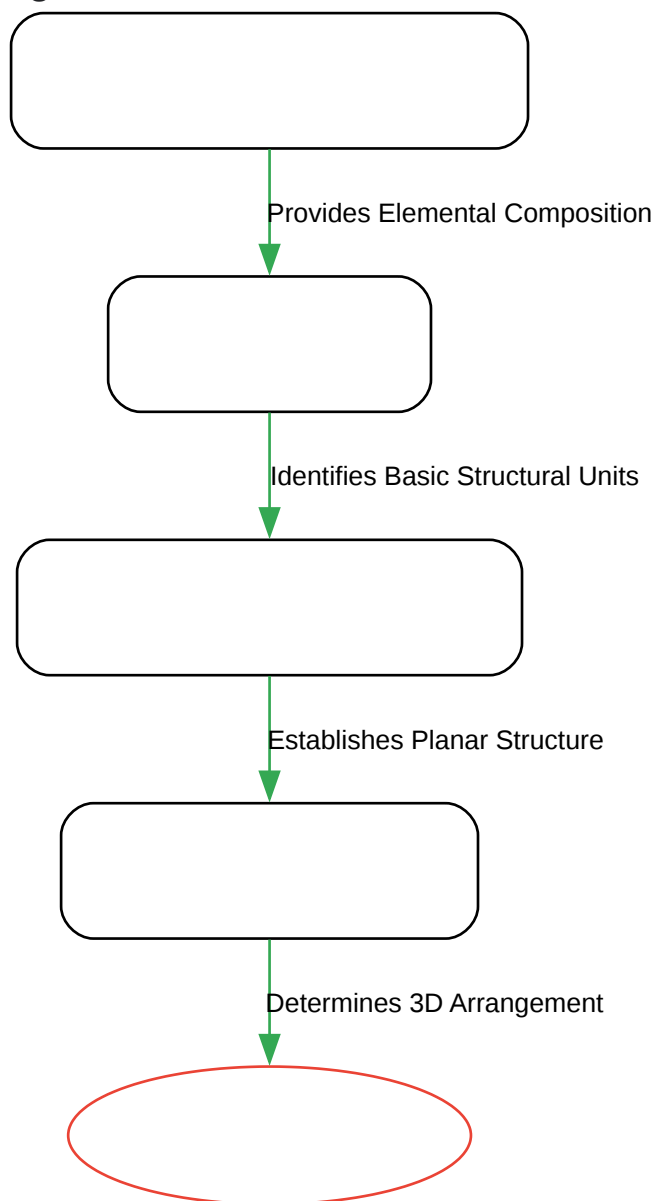 Provides Elemental Composition
Identifies Basic Structural Units
Establishes Planar Structure
Determines 3D Arrangement